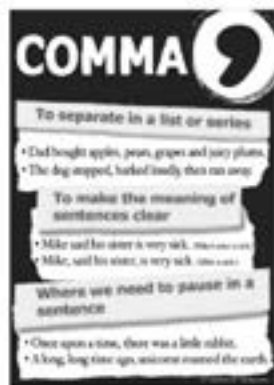 COMMA ,
To separate in a list or series
• Dad bought apples, pears, grapes and juicy plums.
• The dog stopped, barked loudly, then ran away.
To make the meaning of
sentences clear
• Mike said his sister is very sick.
• Mike, said his sister, is very sick.
Where we need to pause in a
sentence
• Once upon a time, there was a little rabbit.
• A long, long time ago, unicorns roamed the earth.